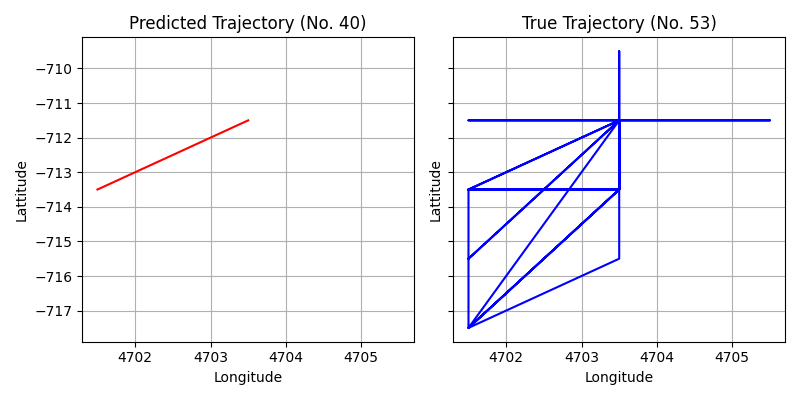 Predicted Trajectory (No. 40)
−710
−711
−712
−713
−714
−715
−716
−717
Lattitude
4702 4703 4704 4705
Longitude
True Trajectory (No. 53)
Lattitude
4702 4703 4704 4705
Longitude